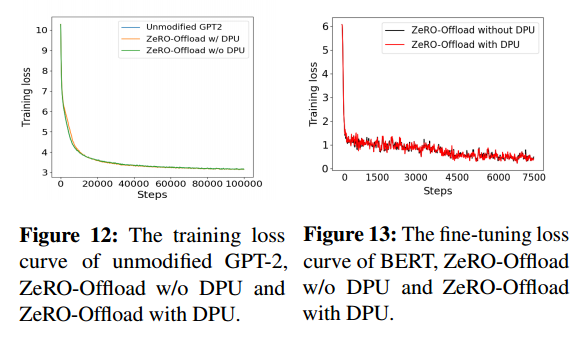 10
9
8
7
6
5
4
3
Training loss
Unmodified GPT2
ZeRO-Offload w/ DPU
ZeRO-Offload w/o DPU
0 20000 40000 60000 80000 100000
Steps
6
5
4
3
2
1
0
Training loss
ZeRO-Offload without DPU
ZeRO-Offload with DPU
0 1500 3000 4500 6000 7500
Steps
Figure 12: The training loss
curve of unmodified GPT-2,
ZeRO-Offload w/o DPU and
ZeRO-Offload with DPU.
Figure 13: The fine-tuning loss
curve of BERT, ZeRO-Offload
w/o DPU and ZeRO-Offload
with DPU.